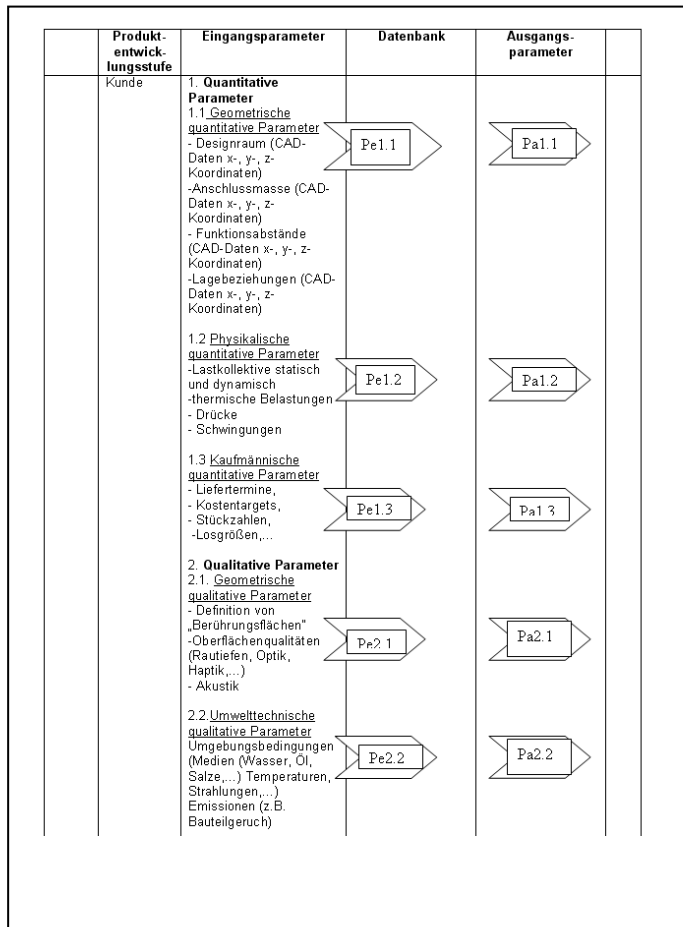 Produkt-
entwick-
lungsstufe
Eingangsparameter
Datenbank
Ausgangs-
parameter
Kunde
1. Quantitative
Parameter
1.1 Geometrische
quantitative Parameter
- Designraum (CAD-
Daten x-, y-, z-
Koordinaten)
-Anschlussmasse (CAD-
Daten x-, y-, z-
Koordinaten)
- Funktionsabstände
(CAD-Daten x-, y-, z-
Koordinaten)
-Lagebeziehungen (CAD-
Daten x-, y-, z-
Koordinaten)
Pe1.1
Pa1.1
1.2 Physikalische
quantitative Parameter
-Lastkollektive statisch
und dynamisch
-thermische Belastungen
- Drücke
- Schwingungen
Pe1.2
Pa1.2
1.3 Kaufmännische
quantitative Parameter
- Liefertermine,
- Kostentargets,
- Stückzahlen,
-Losgrößen,...
Pe1.3
Pa1.3
2. Qualitative Parameter
2.1. Geometrische
qualitative Parameter
- Definition von
„Berührungsflächen"
-Oberflächenqualitäten
(Rautiefen, Optik,
Haptik,...)
- Akustik
Pe2.1
Pa2.1
2.2.Umwelttechnische
qualitative Parameter
Umgebungsbedingungen
(Medien (Wasser, Öl,
Salze,...) Temperaturen,
Strahlungen,...)
Emissionen (z.B.
Bauteilgeruch)
Pe2.2
Pa2.2